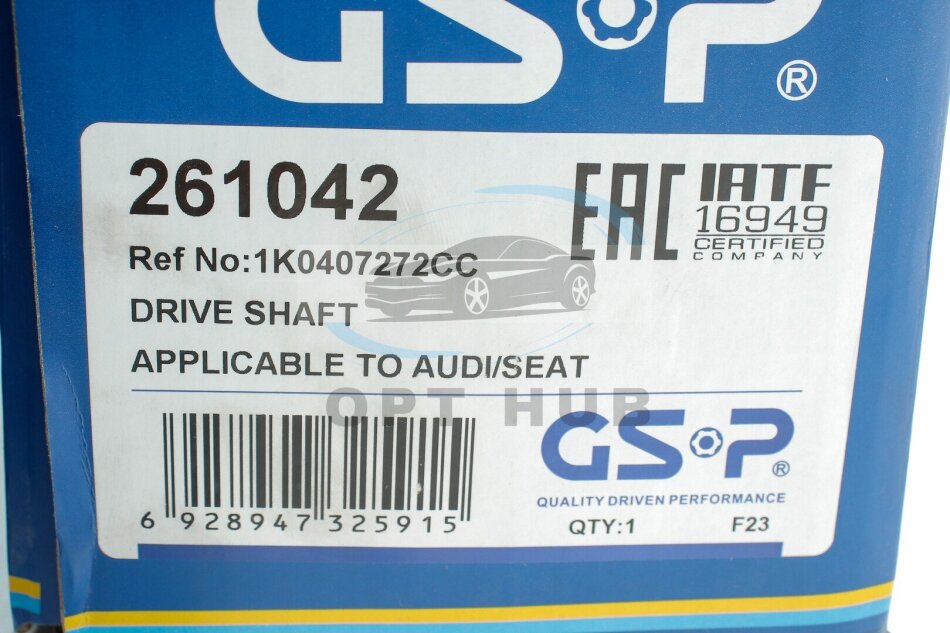 GSP
®
261042
EAC
IATF
16949
CERTIFIED
COMPANY
Ref No:1K0407272CC
DRIVE SHAFT
APPLICABLE TO AUDI/SEAT
OPT HUB
GSP®
QUALITY DRIVEN PERFORMANCE
6 928947 325915
QTY:1 F23